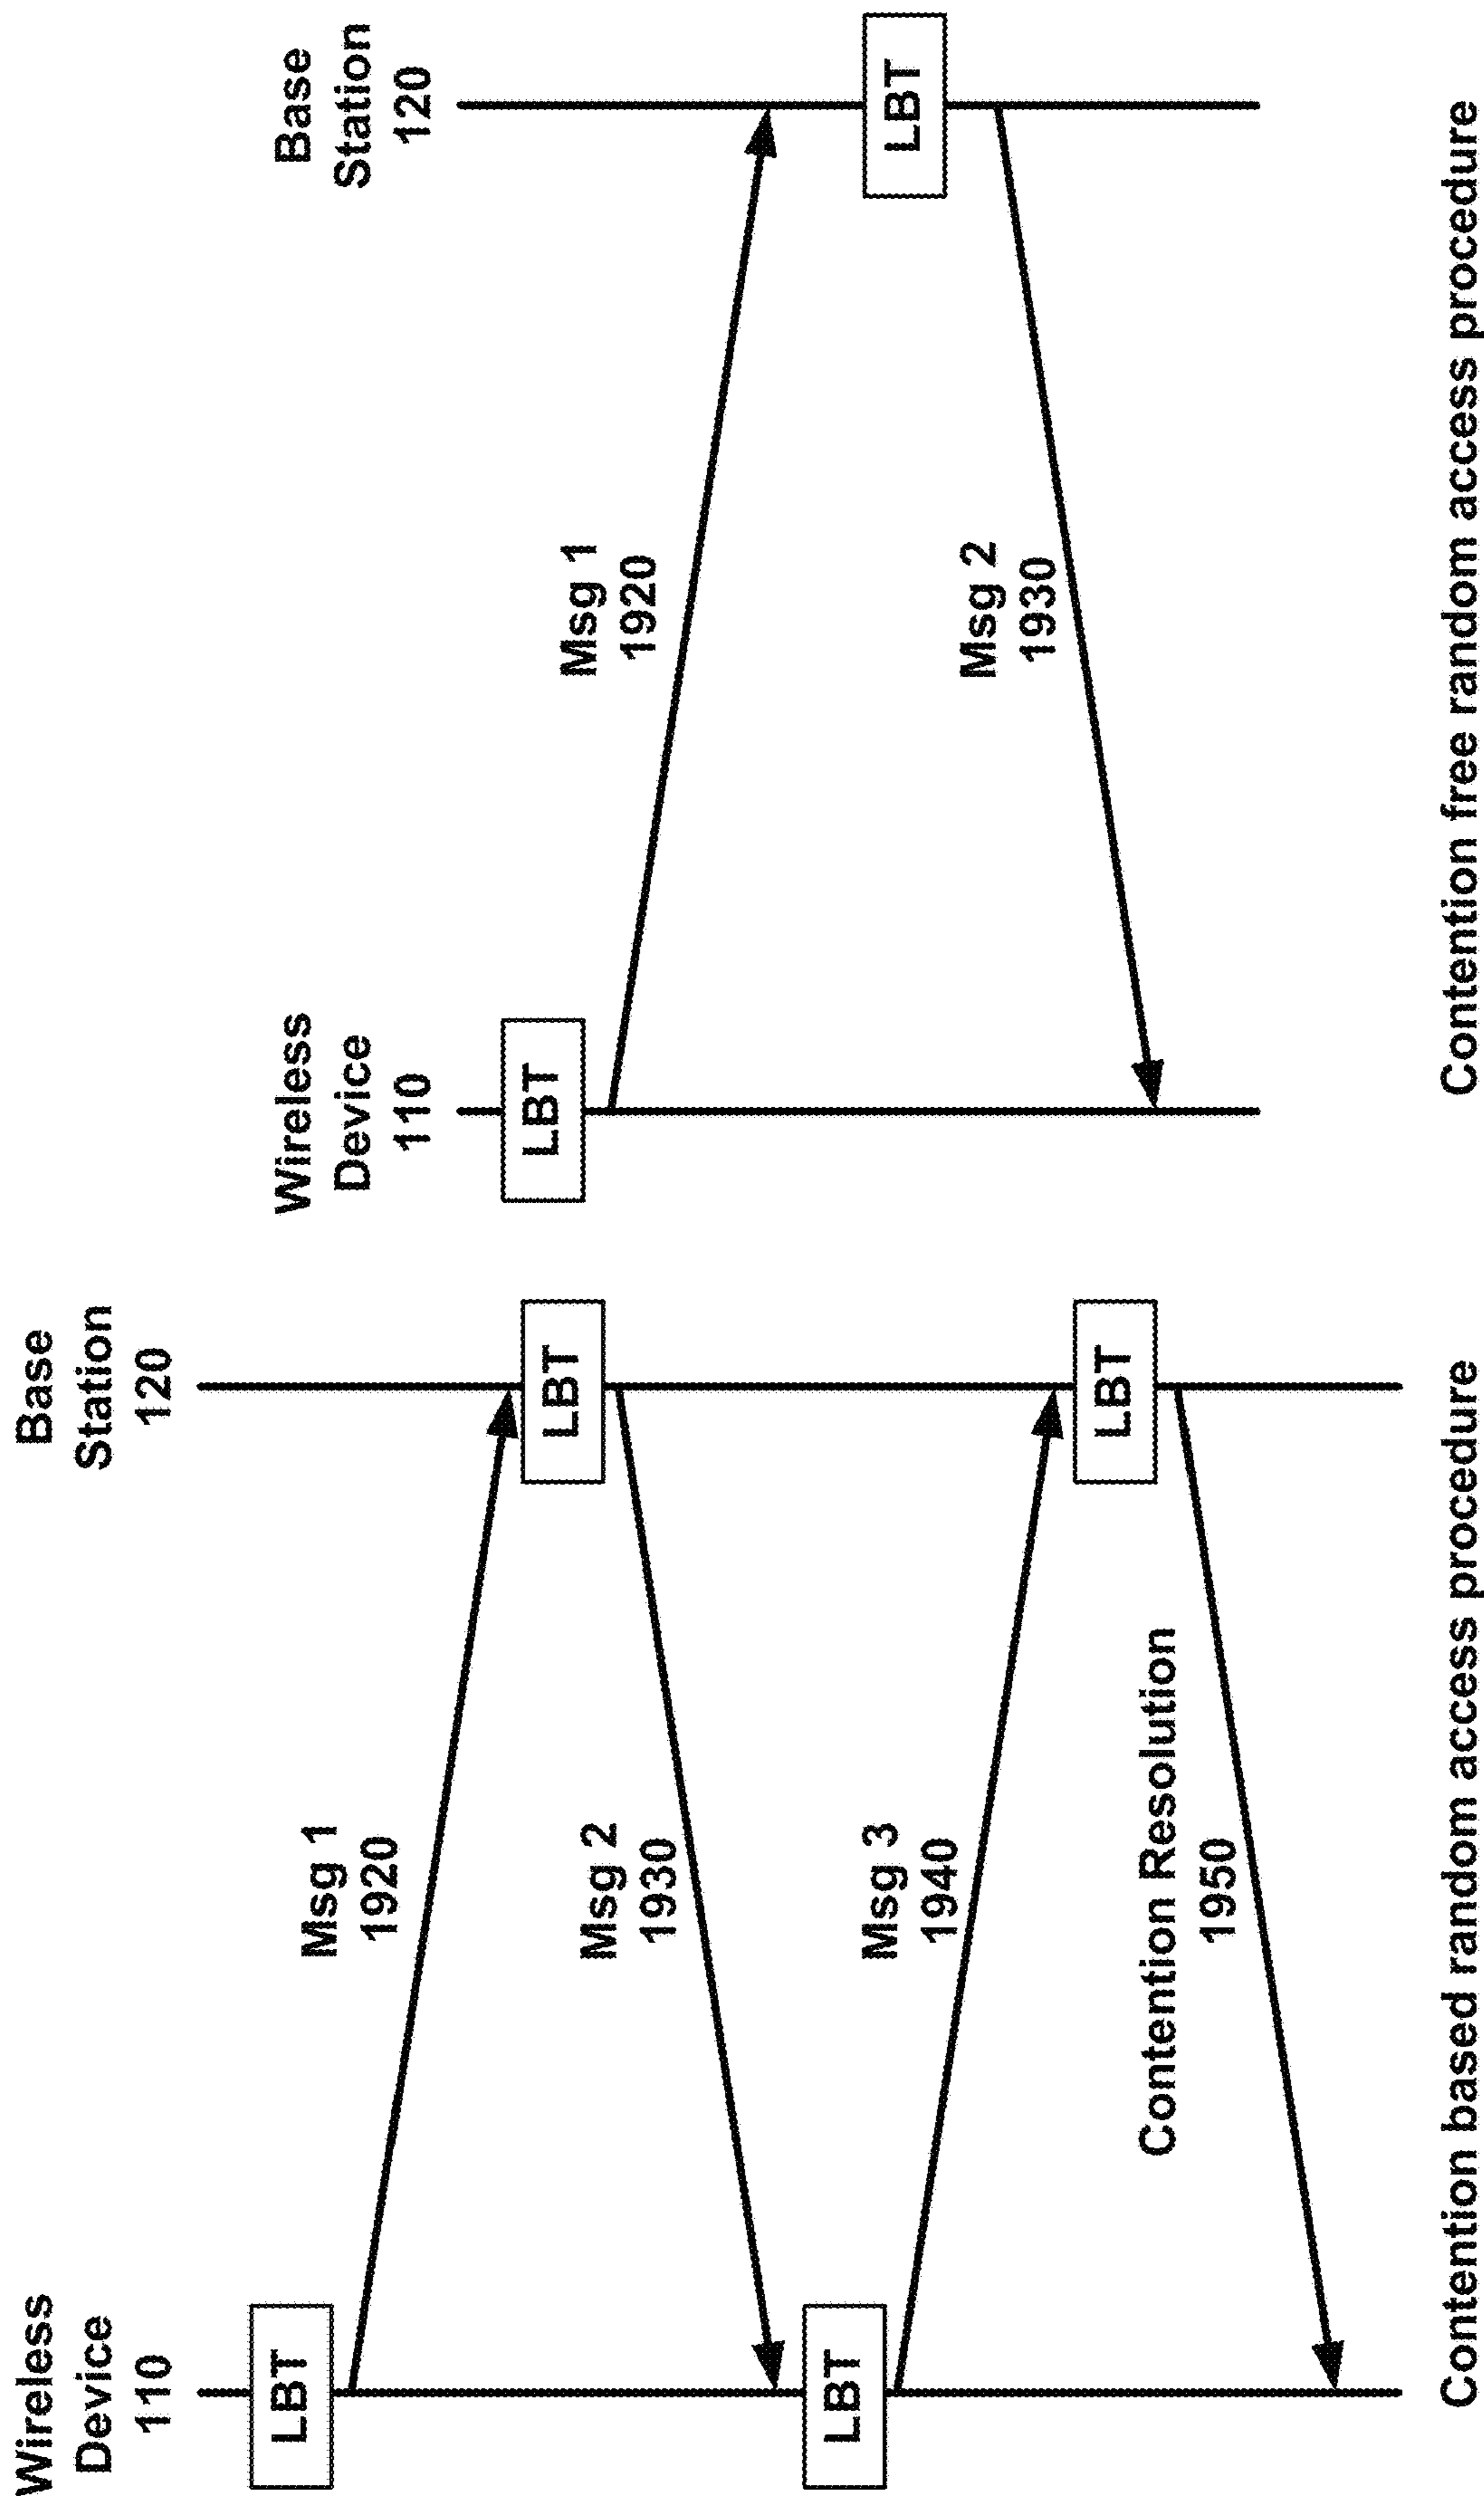 Wireless
Device
110
Base
Station
120
LBT
Msg 1
1920
LBT
Msg 2
1930
LBT
Msg 3
1940
LBT
Contention Resolution
1950
Contention based random access procedure
Wireless
Device
110
Base
Station
120
LBT
Msg 1
1920
LBT
Msg 2
1930
Contention free random access procedure